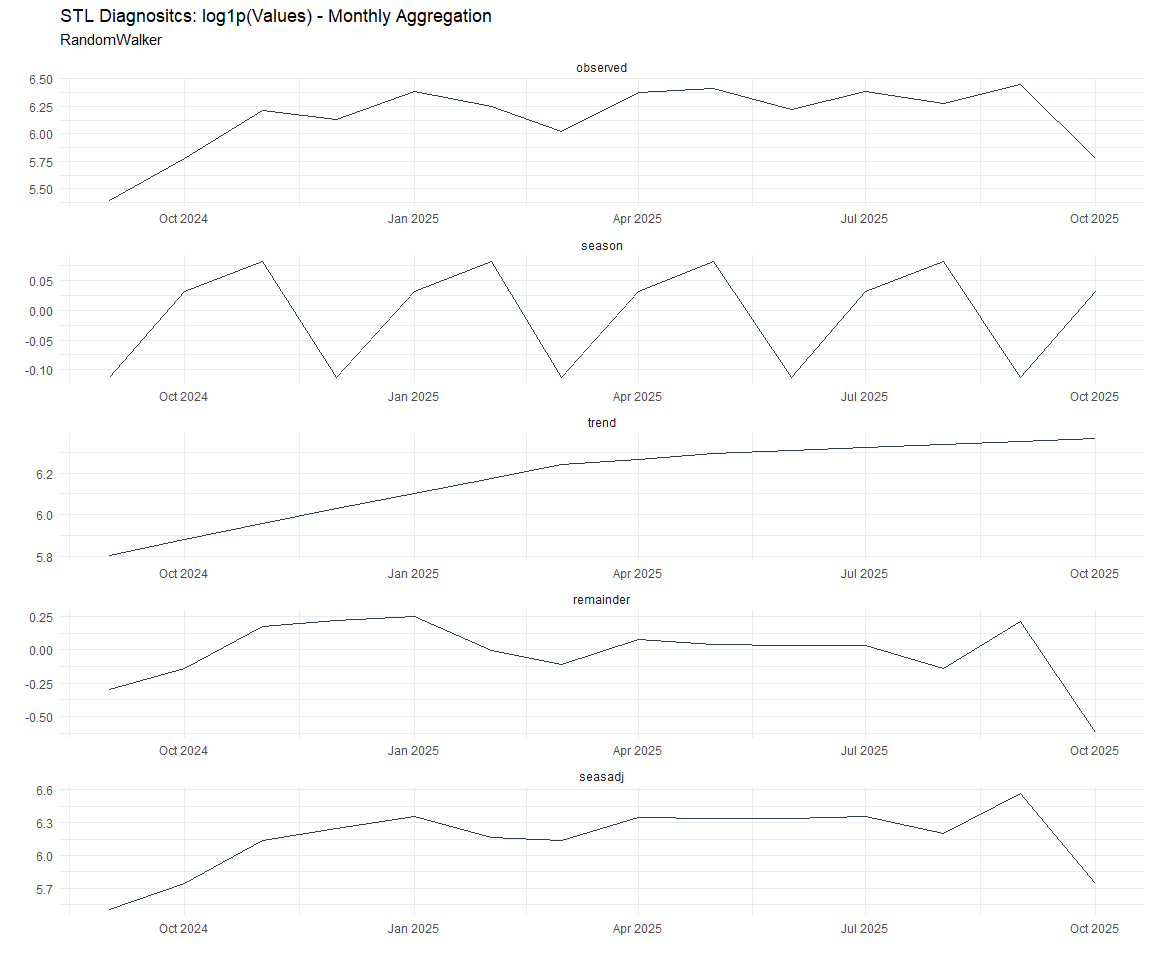 STL Diagnositcs: log1p(Values) - Monthly Aggregation
RandomWalker
observed
6.50
6.25
6.00
5.75
5.50
Oct 2024 Jan 2025 Apr 2025 Jul 2025 Oct 2025
season
0.05
0.00
-0.05
-0.10
Oct 2024 Jan 2025 Apr 2025 Jul 2025 Oct 2025
trend
6.2
6.0
5.8
Oct 2024 Jan 2025 Apr 2025 Jul 2025 Oct 2025
remainder
0.25
0.00
-0.25
-0.50
Oct 2024 Jan 2025 Apr 2025 Jul 2025 Oct 2025
seasadj
6.6
6.3
6.0
5.7
Oct 2024 Jan 2025 Apr 2025 Jul 2025 Oct 2025